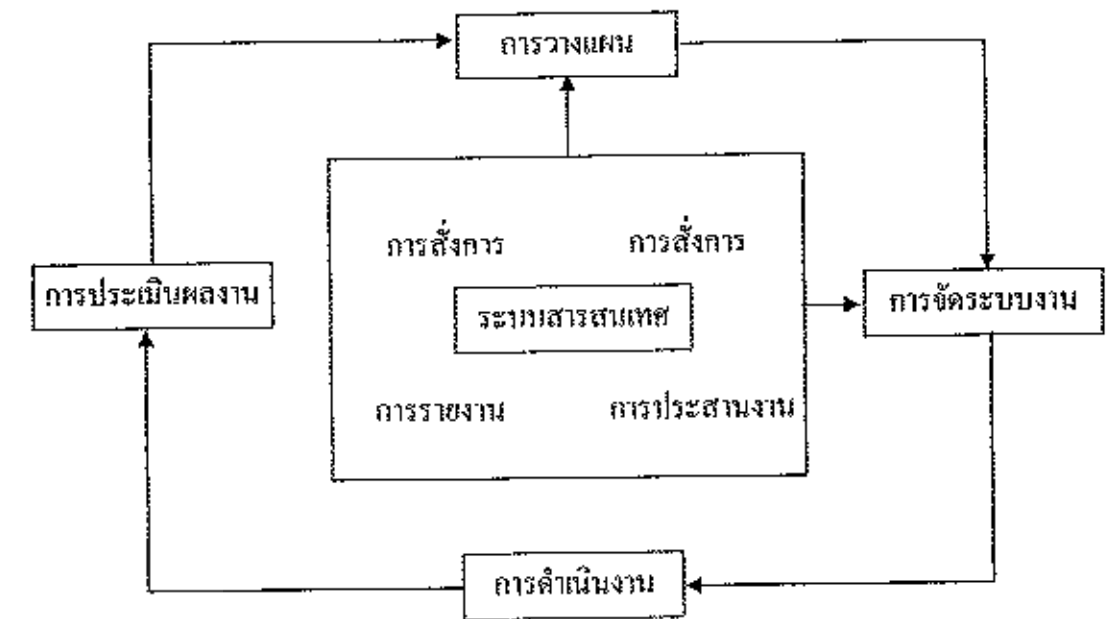 การวางแผน
การสั่งการ
การสั่งการ
การประเมินผลงาน
ระบบสารสนเทศ
การจัดระบบงาน
การรายงาน
การประสานงาน
การดำเนินงาน